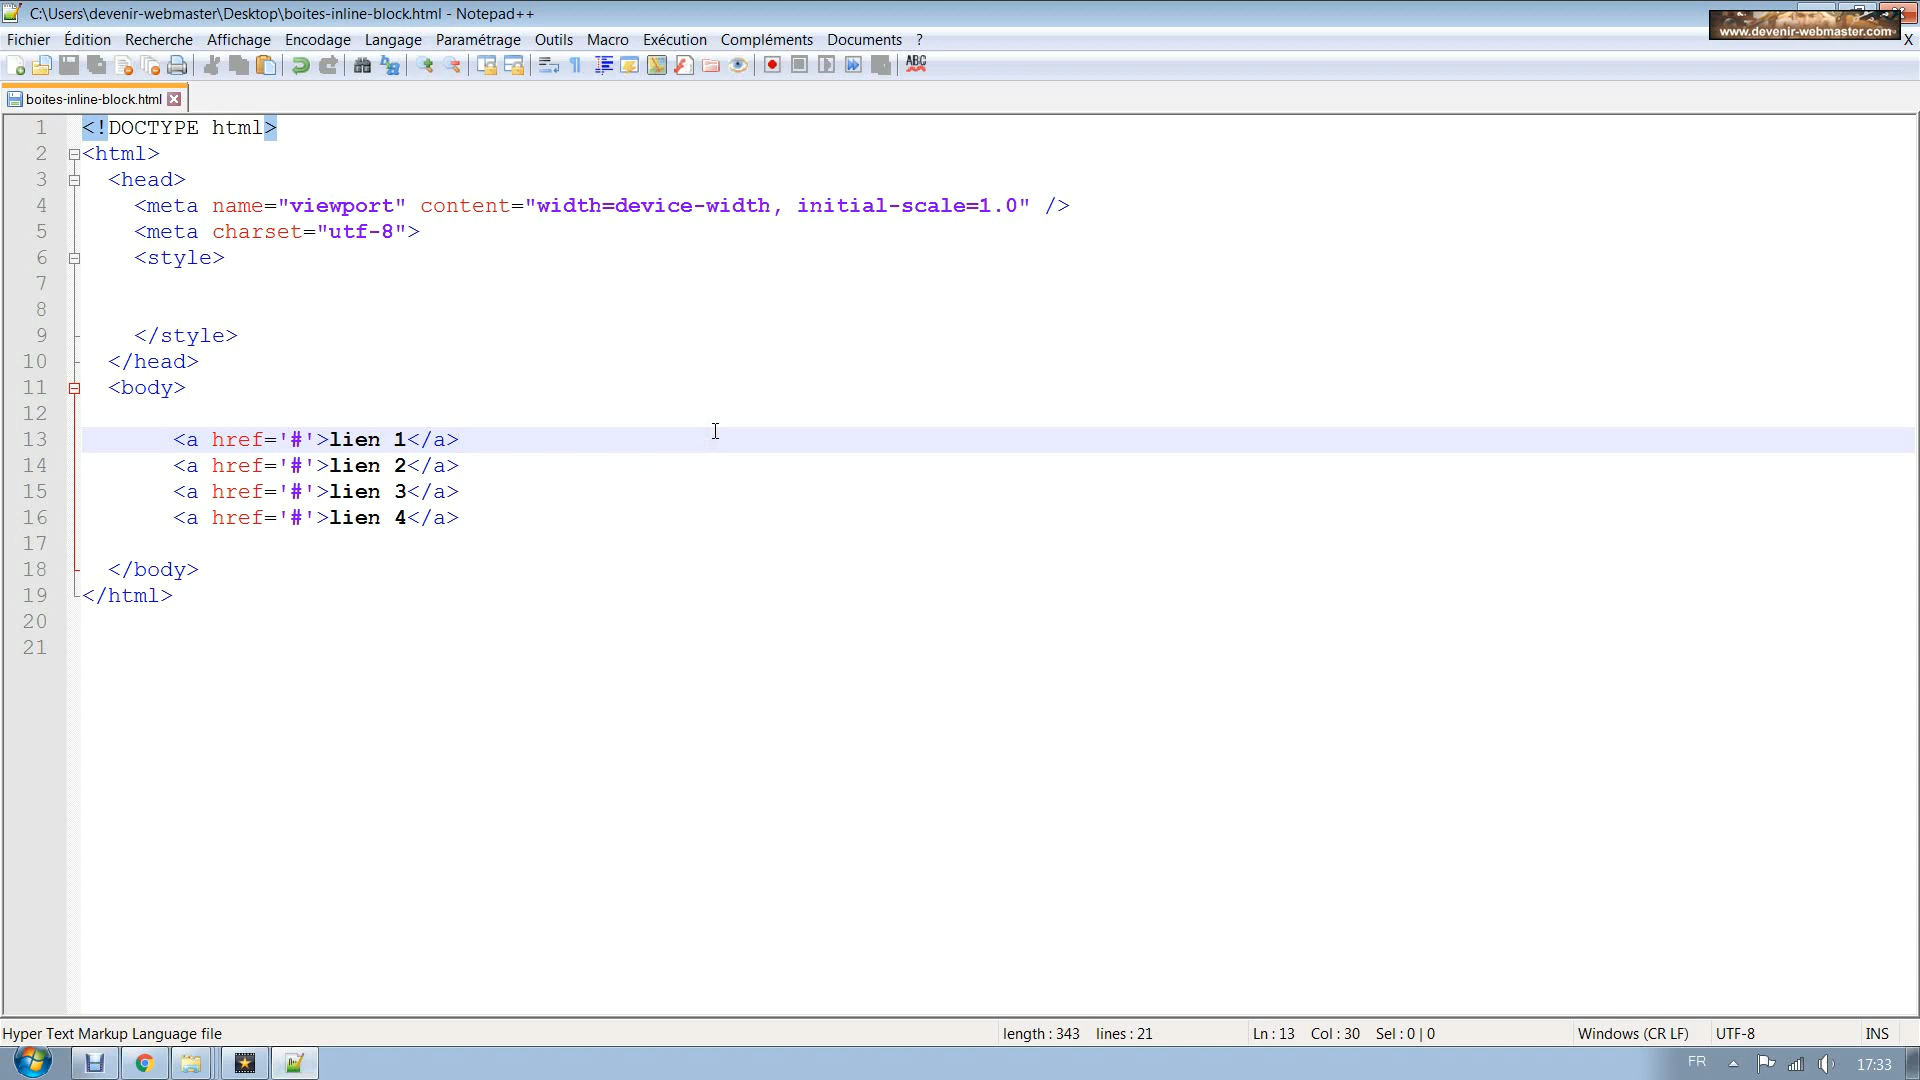 C:\Users\devenir-webmaster\Desktop\boites-inline-block.html - Notepad++
www.devenir-webmaster.com
Fichier Édition Recherche Affichage Encodage Langage Paramétrage Outils Macro Exécution Compléments Documents ? X
ABC
boites-inline-block.html
1 <!DOCTYPE html>
2 <html>
3 <head>
4 <meta name="viewport" content="width=device-width, initial-scale=1.0" />
5 <meta charset="utf-8">
6 <style>
7
8
9 </style>
10 </head>
11 <body>
12
13 <a href='#'>lien 1</a>
14 <a href='#'>lien 2</a>
15 <a href='#'>lien 3</a>
16 <a href='#'>lien 4</a>
17
18 </body>
19 </html>
20
21
Hyper Text Markup Language file length : 343 lines : 21 Ln : 13 Col : 30 Sel : 0 | 0 Windows (CR LF) UTF-8 INS
FR 17:33